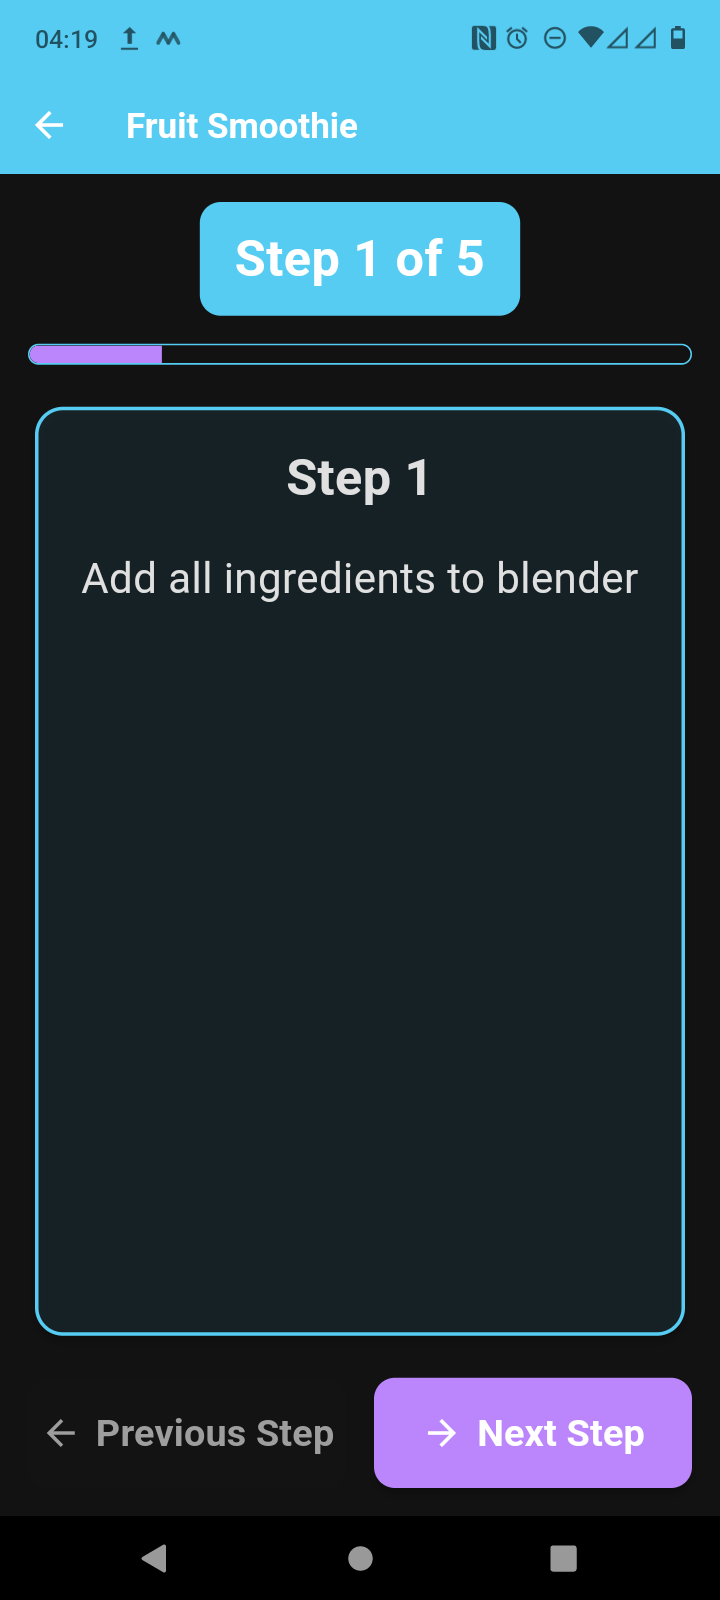 04:19
Fruit Smoothie
Step 1 of 5
Step 1
Add all ingredients to blender
Previous Step
Next Step